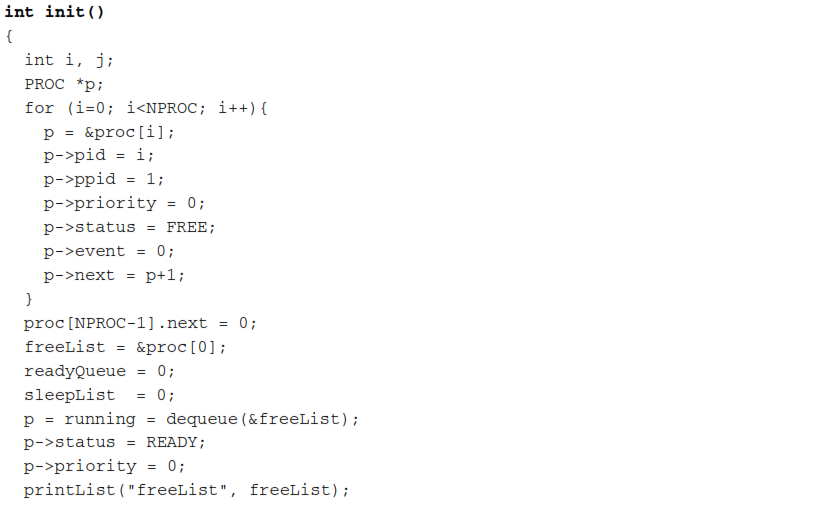 int init()
{
  int i, j;
  PROC *p;
  for (i=0; i<NPROC; i++){
    p = &proc[i];
    p->pid = i;
    p->ppid = 1;
    p->priority = 0;
    p->status = FREE;
    p->event = 0;
    p->next = p+1;
  }
  proc[NPROC-1].next = 0;
  freeList = &proc[0];
  readyQueue = 0;
  sleepList  = 0;
  p = running = dequeue(&freeList);
  p->status = READY;
  p->priority = 0;
  printList("freeList", freeList);